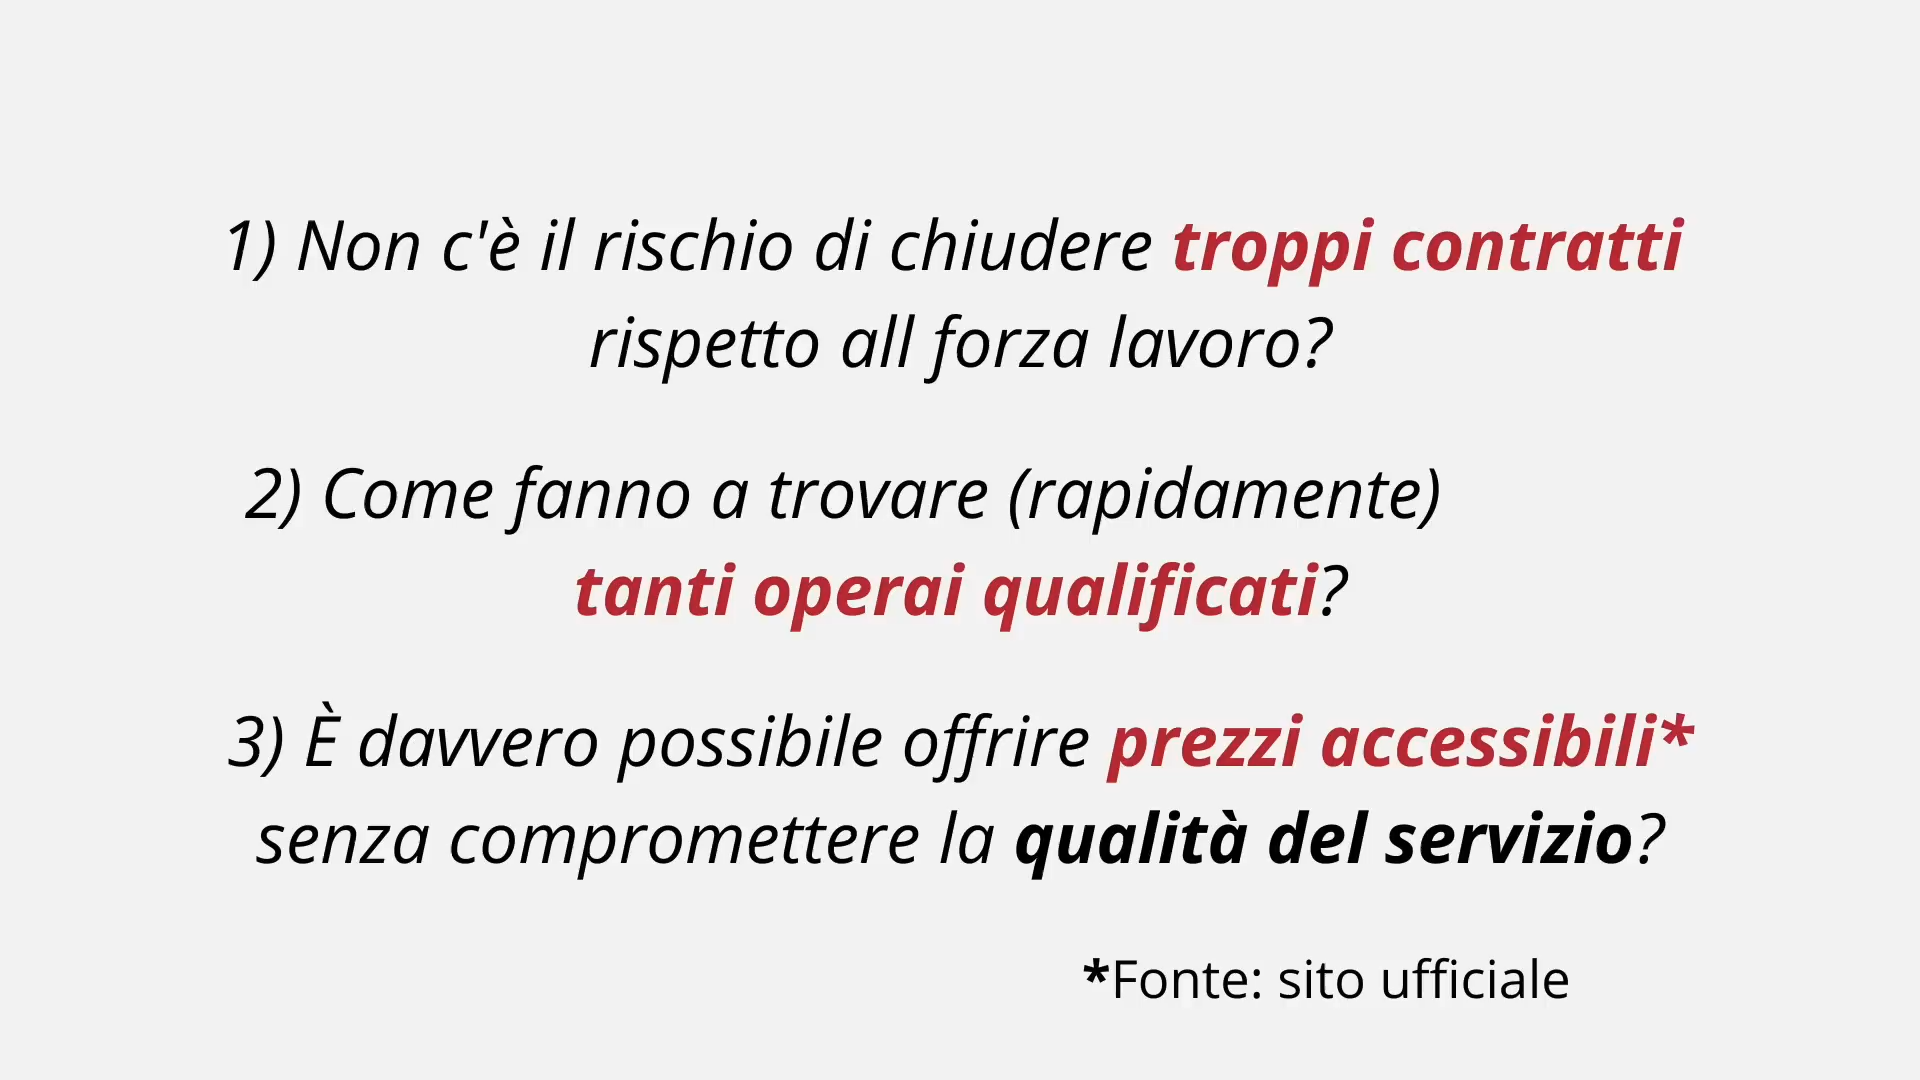 1) Non c'è il rischio di chiudere troppi contratti
rispetto all forza lavoro?
2) Come fanno a trovare (rapidamente)
tanti operai qualificati?
3) È davvero possibile offrire prezzi accessibili*
senza compromettere la qualità del servizio?
*Fonte: sito ufficiale